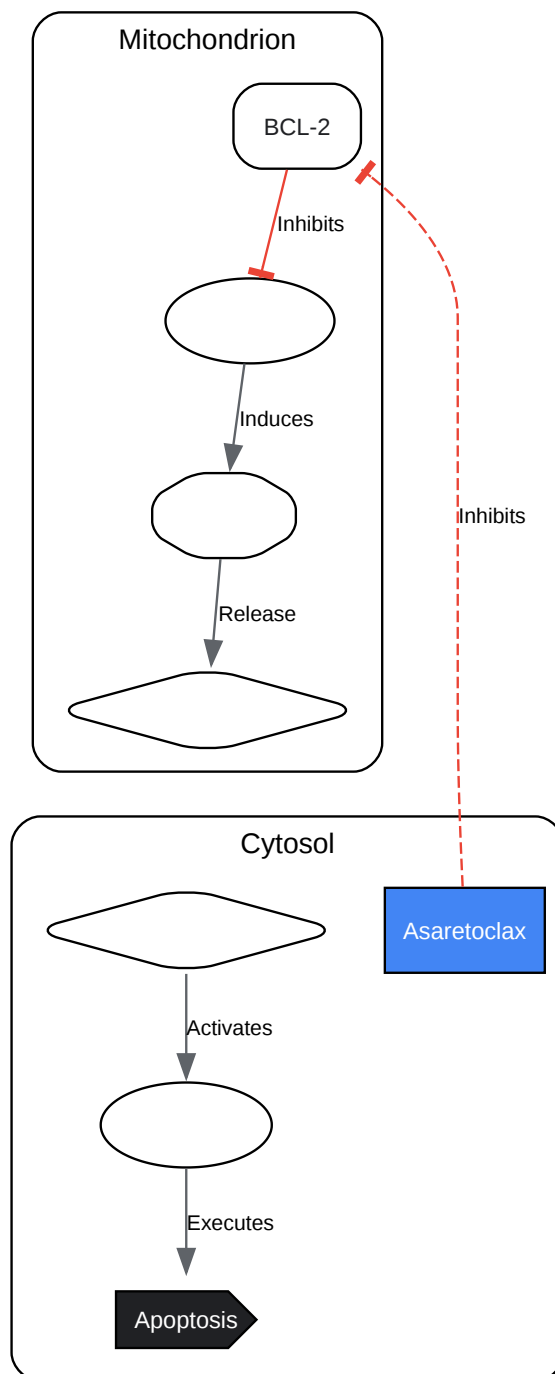 Mitochondrion
BCL-2
Inhibits
Induces
Inhibits
Release
Cytosol
Asaretoclax
Activates
Executes
Apoptosis